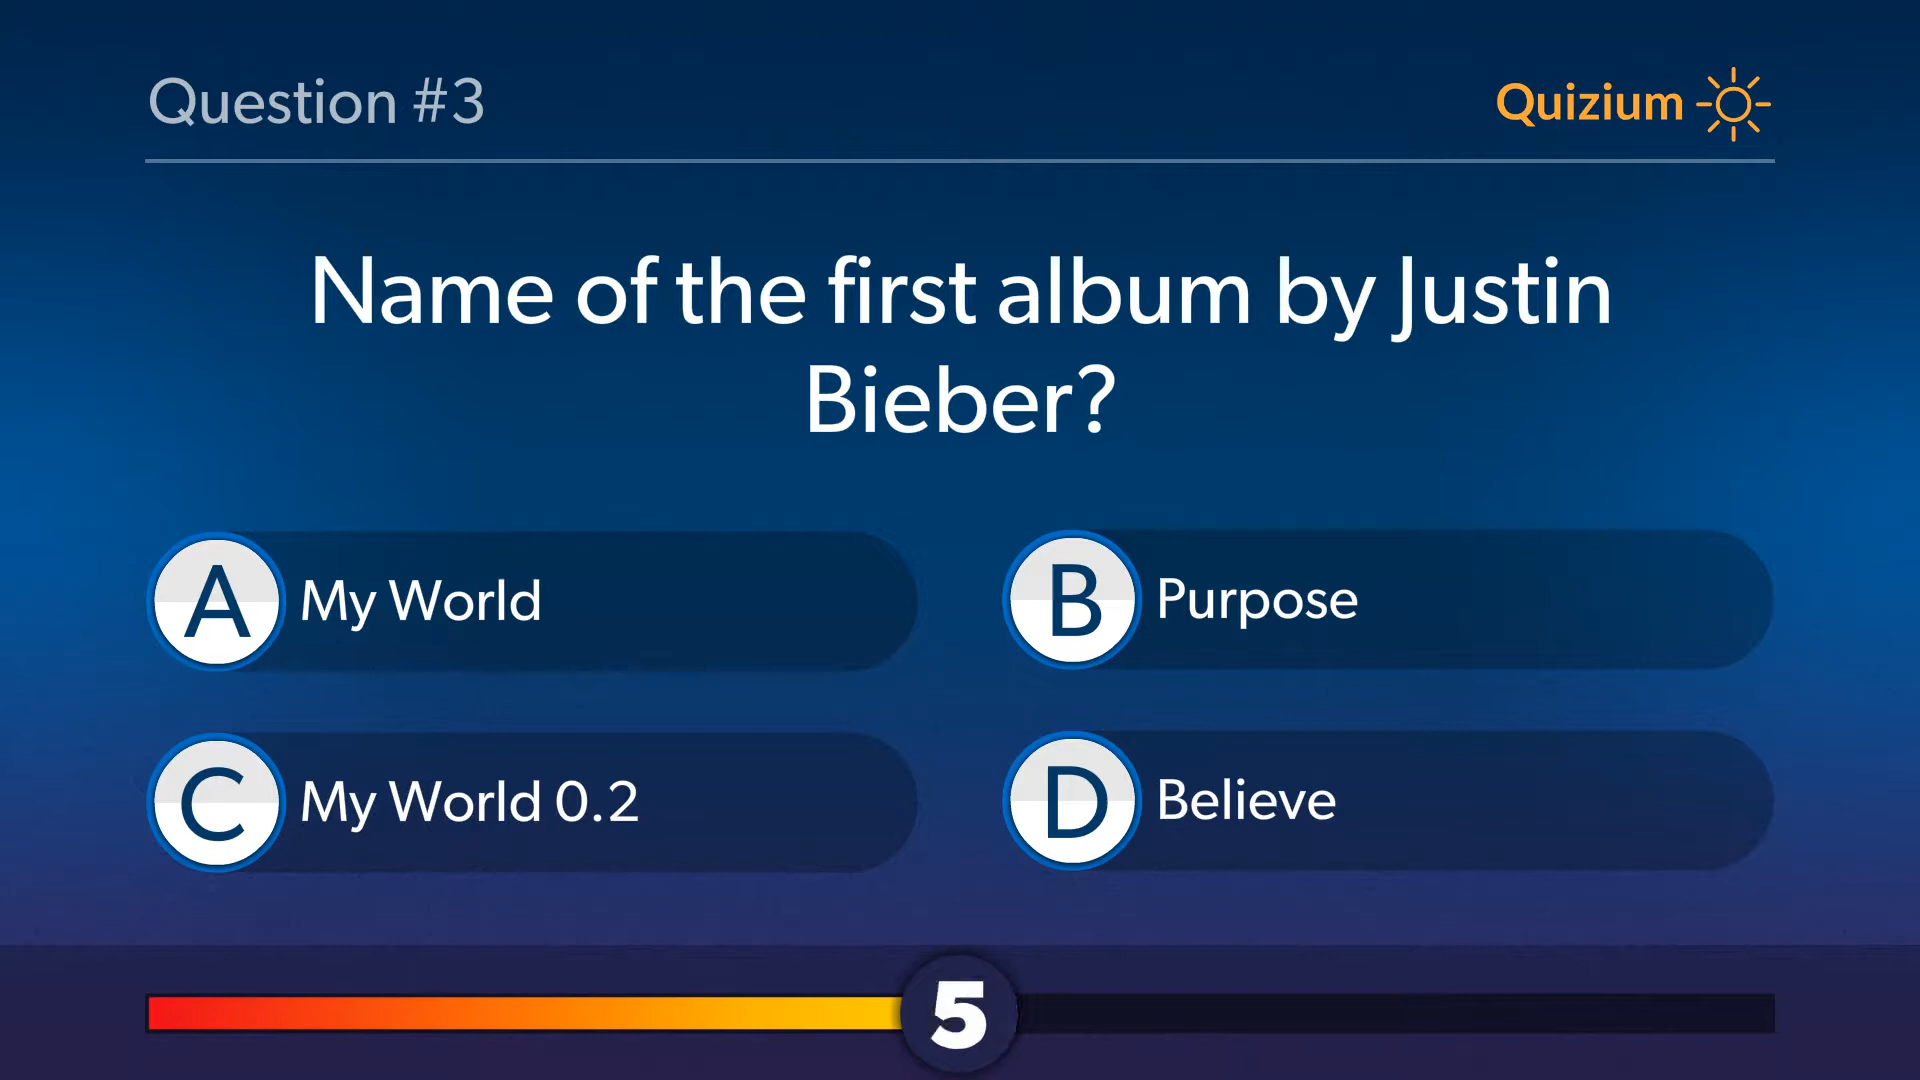 Question #3
Quizium
Name of the first album by Justin
Bieber?
A My World
B Purpose
C My World 0.2
D Believe
5